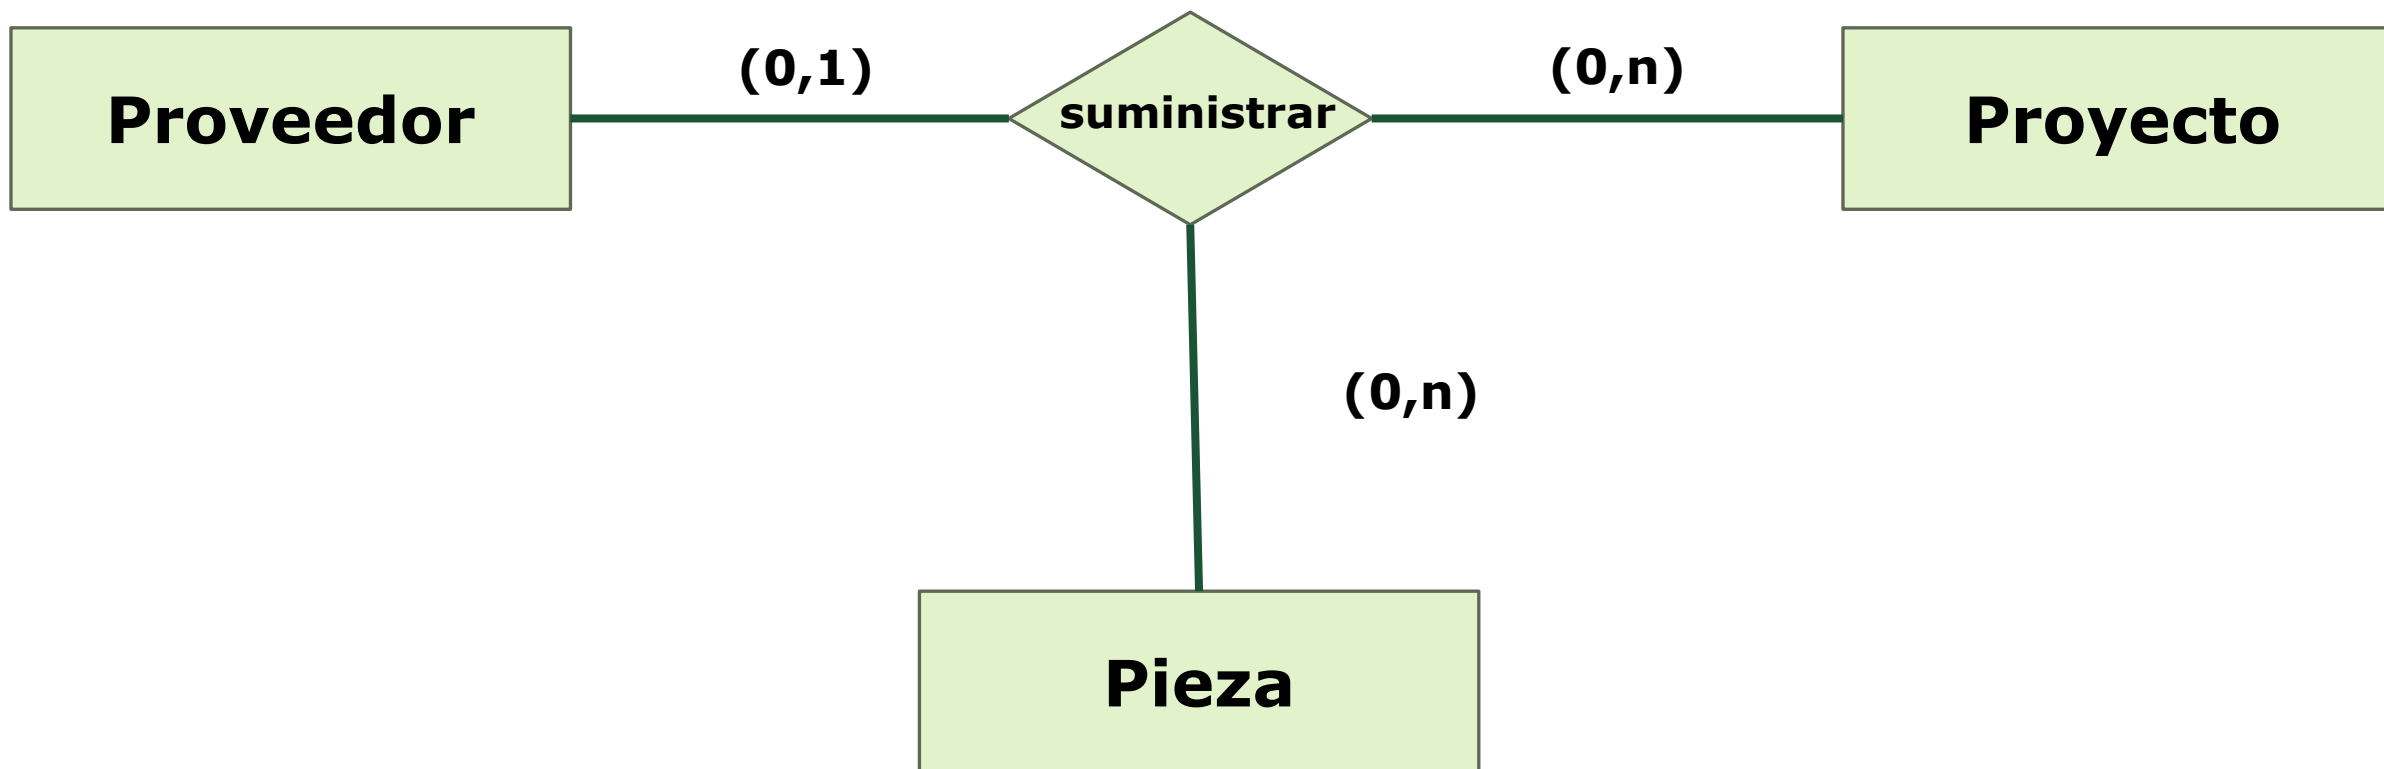 (0,1)
(0,n)
Proveedor
suministrar
Proyecto
(0,n)
Pieza